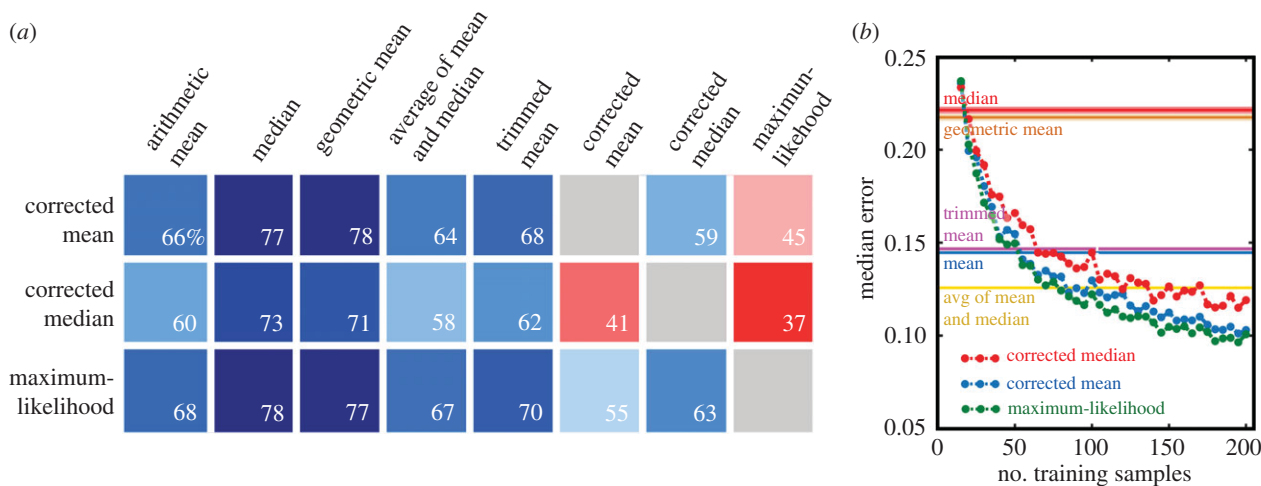 (a)
arithmetic
mean
median
geometric mean
average of mean
and median
trimmed
mean
corrected
mean
corrected
median
maximun-
likehood
corrected
mean
66%
77
78
64
68
59
45
corrected
median
60
73
71
58
62
41
37
maximum-
likelihood
68
78
77
67
70
55
63
(b)
0.25
0.20
0.15
0.10
0.05
median error
median
geometric mean
trimmed
mean
mean
avg of mean
and median
corrected median
corrected mean
maximum-likelihood
0
50
100
150
200
no. training samples